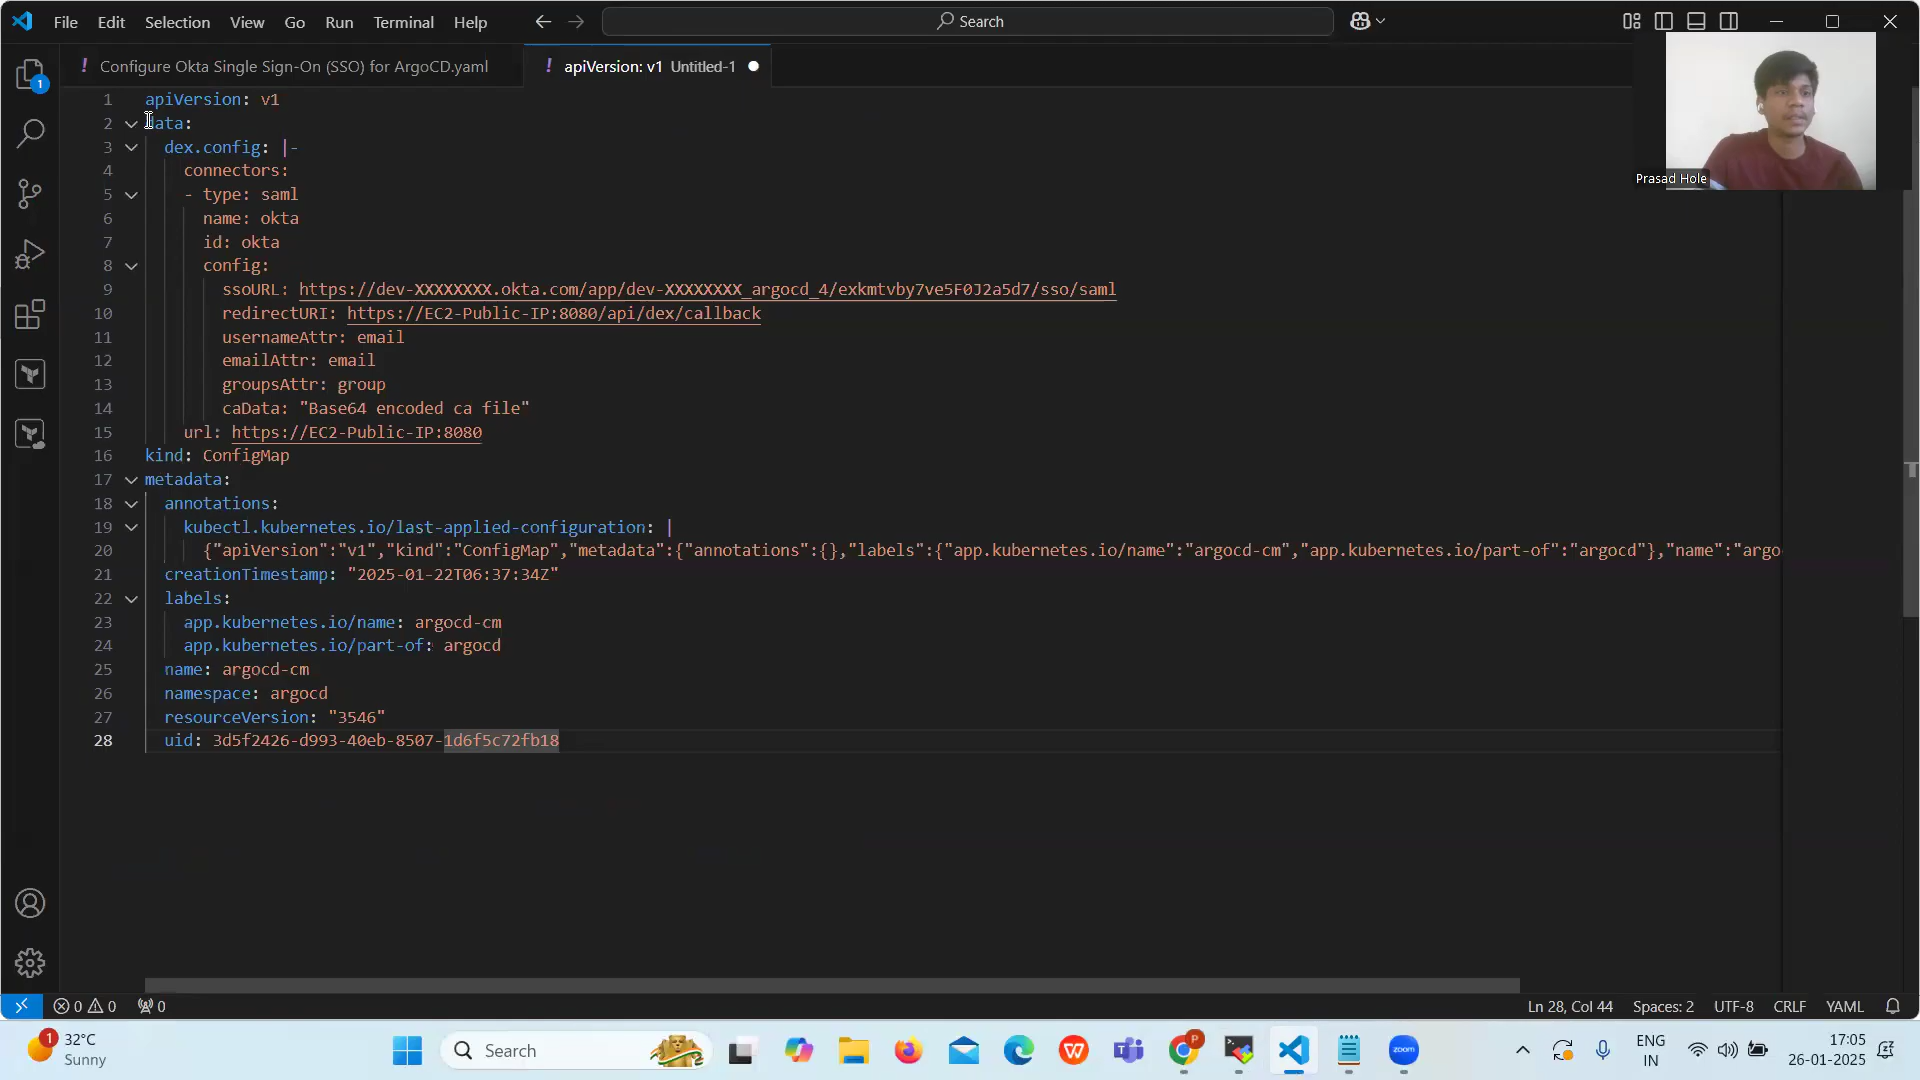 File Edit Selection View Go Run Terminal Help
Search
Configure Okta Single Sign-On (SSO) for ArgoCD.yaml
apiVersion: v1 Untitled-1
Prasad Hole
1 apiVersion: v1
2 data:
3 dex.config: |-
4 connectors:
5 - type: saml
6 name: okta
7 id: okta
8 config:
9 ssoURL: https://dev-XXXXXXXX.okta.com/app/dev-XXXXXXXX_argocd_4/exkmtvby7ve5F0J2a5d7/sso/saml
10 redirectURI: https://EC2-Public-IP:8080/api/dex/callback
11 usernameAttr: email
12 emailAttr: email
13 groupsAttr: group
14 caData: "Base64 encoded ca file"
15 url: https://EC2-Public-IP:8080
16 kind: ConfigMap
17 metadata:
18 annotations:
19 kubectl.kubernetes.io/last-applied-configuration: |
20 {"apiVersion":"v1","kind":"ConfigMap","metadata":{"annotations":{},"labels":{"app.kubernetes.io/name":"argocd-cm","app.kubernetes.io/part-of":"argocd"},"name":"argo
21 creationTimestamp: "2025-01-22T06:37:34Z"
22 labels:
23 app.kubernetes.io/name: argocd-cm
24 app.kubernetes.io/part-of: argocd
25 name: argocd-cm
26 namespace: argocd
27 resourceVersion: "3546"
28 uid: 3d5f2426-d993-40eb-8507-1d6f5c72fb18
1
0 0 0
Ln 28, Col 44 Spaces: 2 UTF-8 CRLF YAML
1 32°C
Sunny
Search
W
P
zoom
ENG
IN
17:05
26-01-2025